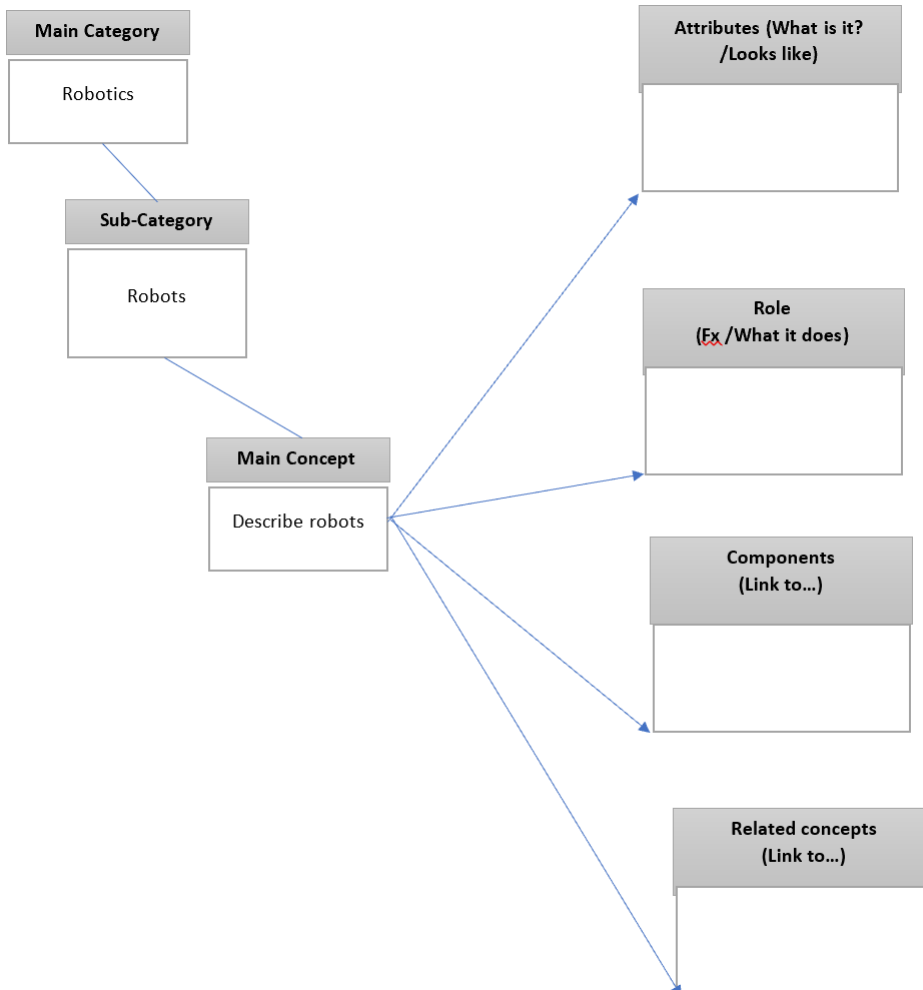 Main Category
Robotics
Sub-Category
Robots
Main Concept
Describe robots
Attributes (What is it?
/Looks like)
Role
(Fx /What it does)
Components
(Link to…)
Related concepts
(Link to…)